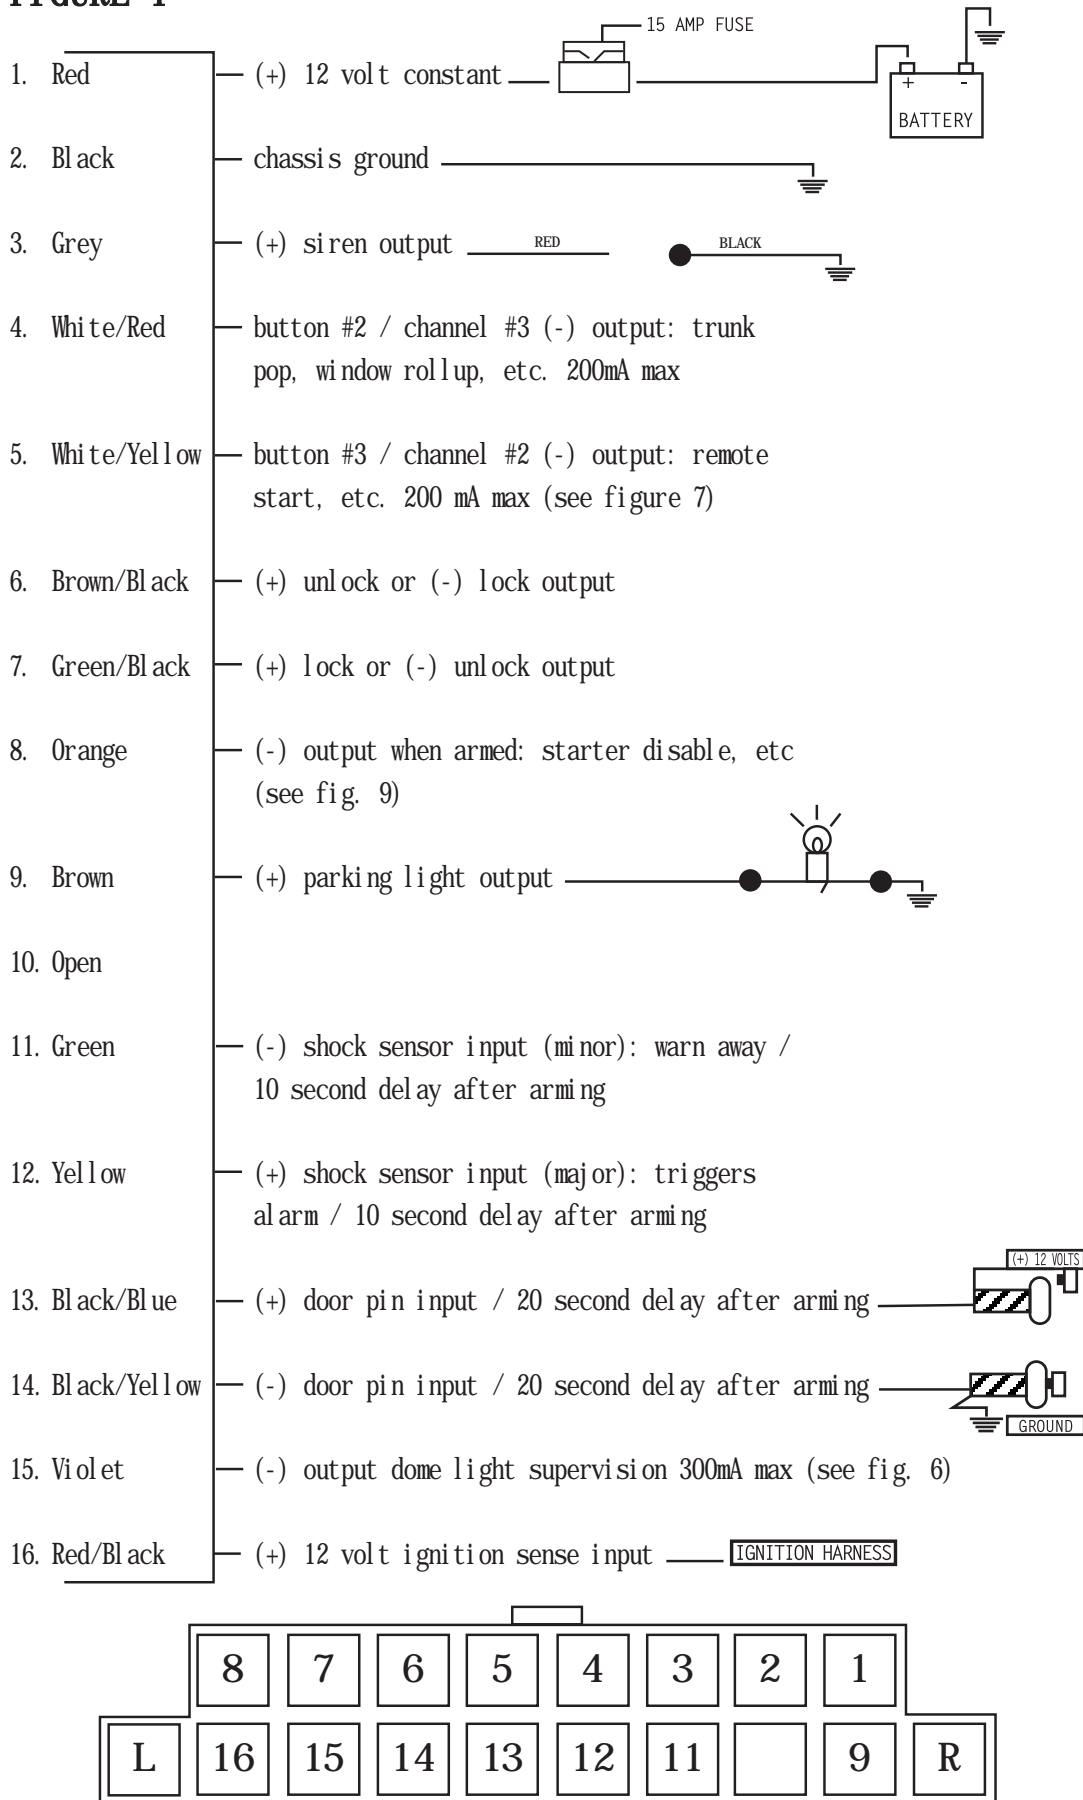 FIGURE 1
15 AMP FUSE
1. Red (+) 12 volt constant
+ -
BATTERY
2. Black chassis ground
3. Grey (+) siren output RED BLACK
4. White/Red button #2 / channel #3 (-) output: trunk
pop, window rollup, etc. 200mA max
5. White/Yellow button #3 / channel #2 (-) output: remote
start, etc. 200 mA max (see figure 7)
6. Brown/Black (+) unlock or (-) lock output
7. Green/Black (+) lock or (-) unlock output
8. Orange (-) output when armed: starter disable, etc
(see fig. 9)
9. Brown (+) parking light output
10. Open
11. Green (-) shock sensor input (minor): warn away /
10 second delay after arming
12. Yellow (+) shock sensor input (major): triggers
alarm / 10 second delay after arming
(+) 12 VOLTS
13. Black/Blue (+) door pin input / 20 second delay after arming
14. Black/Yellow (-) door pin input / 20 second delay after arming
GROUND
15. Violet (-) output dome light supervision 300mA max (see fig. 6)
16. Red/Black (+) 12 volt ignition sense input IGNITION HARNESS
8 7 6 5 4 3 2 1
L 16 15 14 13 12 11 9 R